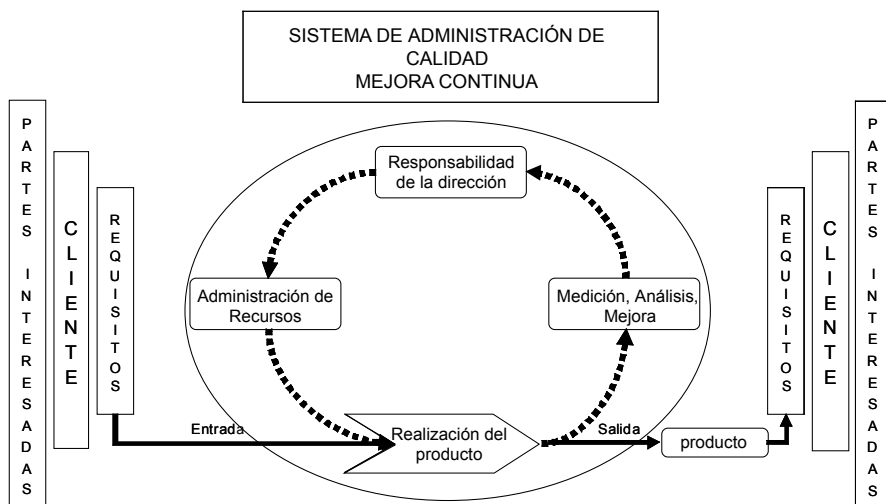 SISTEMA DE ADMINISTRACIÓN DE
CALIDAD
MEJORA CONTINUA
PARTES INTERESADAS
CLIENTE
REQUISITOS
Responsabilidad
de la dirección
Administración de
Recursos
Medición, Análisis,
Mejora
Entrada
Realización del
producto
Salida
producto
REQUISITOS
CLIENTE
PARTES INTERESADAS